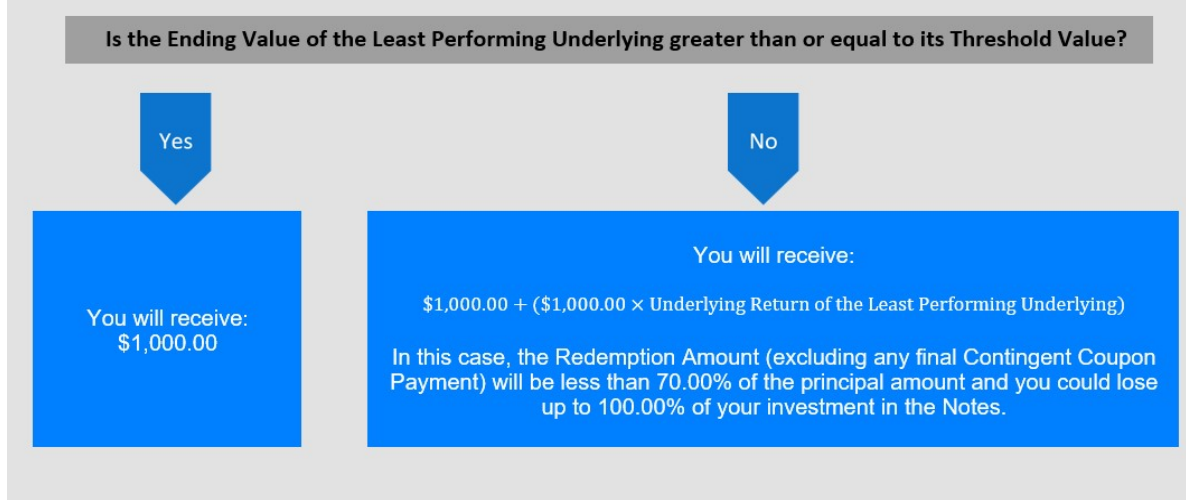 Is the Ending Value of the Least Performing Underlying greater than or equal to its Threshold Value?
Yes
No
You will receive:
$1,000.00
You will receive:
$1,000.00 + ($1,000.00 × Underlying Return of the Least Performing Underlying)
In this case, the Redemption Amount (excluding any final Contingent Coupon
Payment) will be less than 70.00% of the principal amount and you could lose
up to 100.00% of your investment in the Notes.